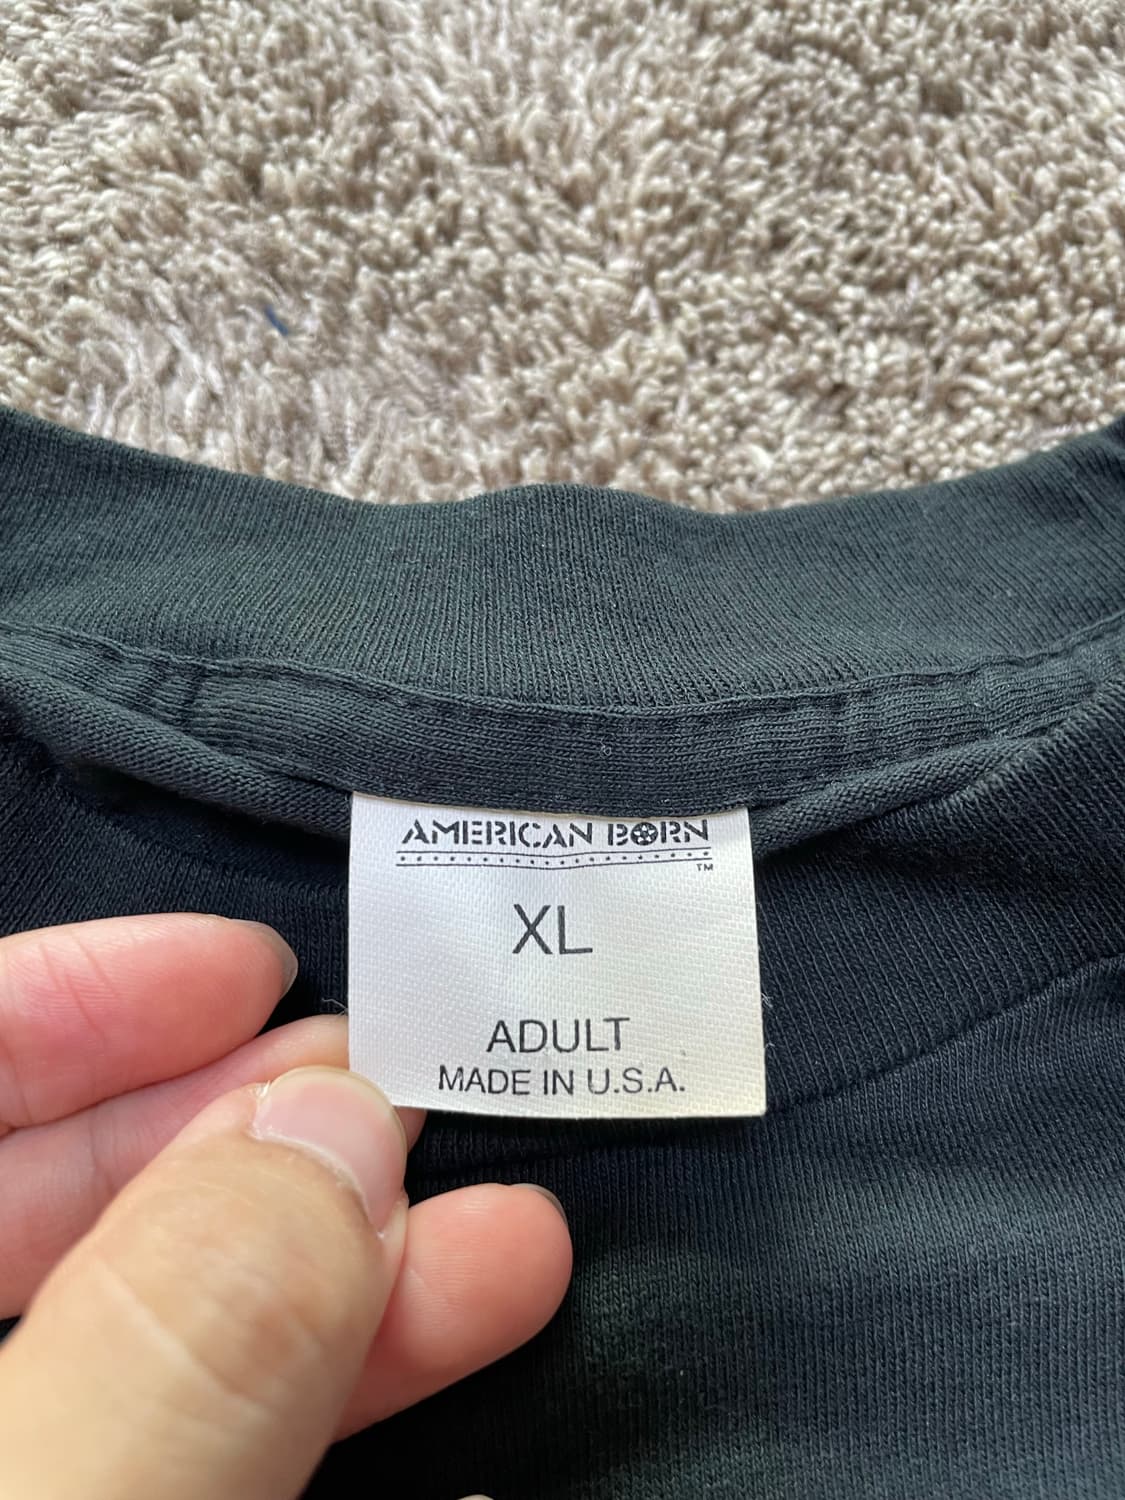 AMERICAN BORN
TM
XL
ADULT
MADE IN U.S.A.